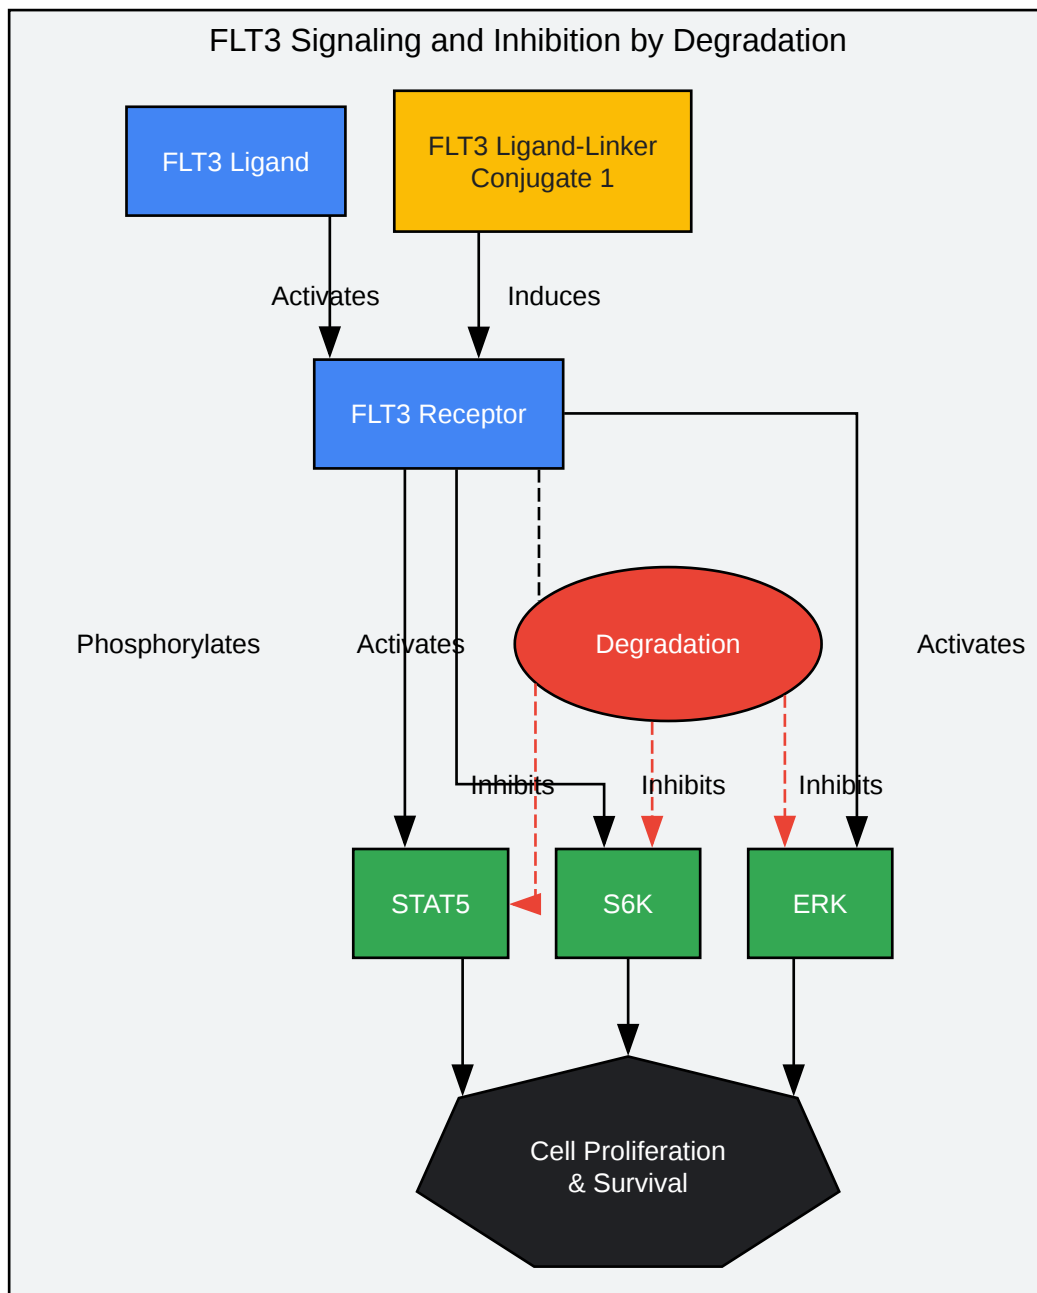 FLT3 Signaling and Inhibition by Degradation
FLT3 Ligand
FLT3 Ligand-Linker
Conjugate 1
Activates
Induces
FLT3 Receptor
Phosphorylates
Activates
Degradation
Activates
Inhibits
Inhibits
Inhibits
STAT5
S6K
ERK
Cell Proliferation
& Survival